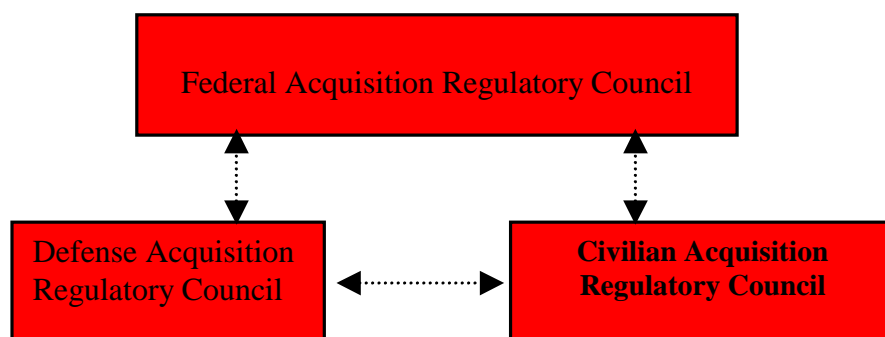 Federal Acquisition Regulatory Council
Defense Acquisition
Regulatory Council
Civilian Acquisition
Regulatory Council